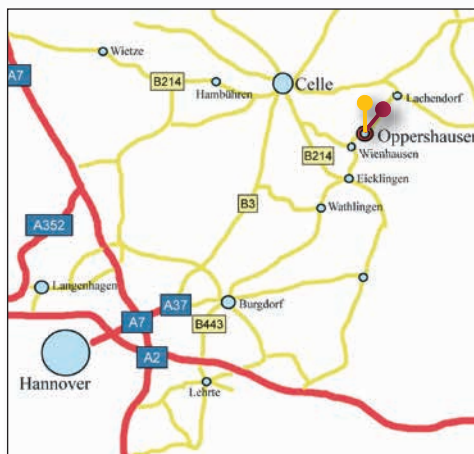 Wietze
A7
B214
Celle
Hambühren
Lachendorf
Oppershausen
Wienhausen
B214
Eicklingen
B3
Wathlingen
A352
Langenhagen
A37
Burgdorf
A7
B443
A2
Hannover
Lehrte